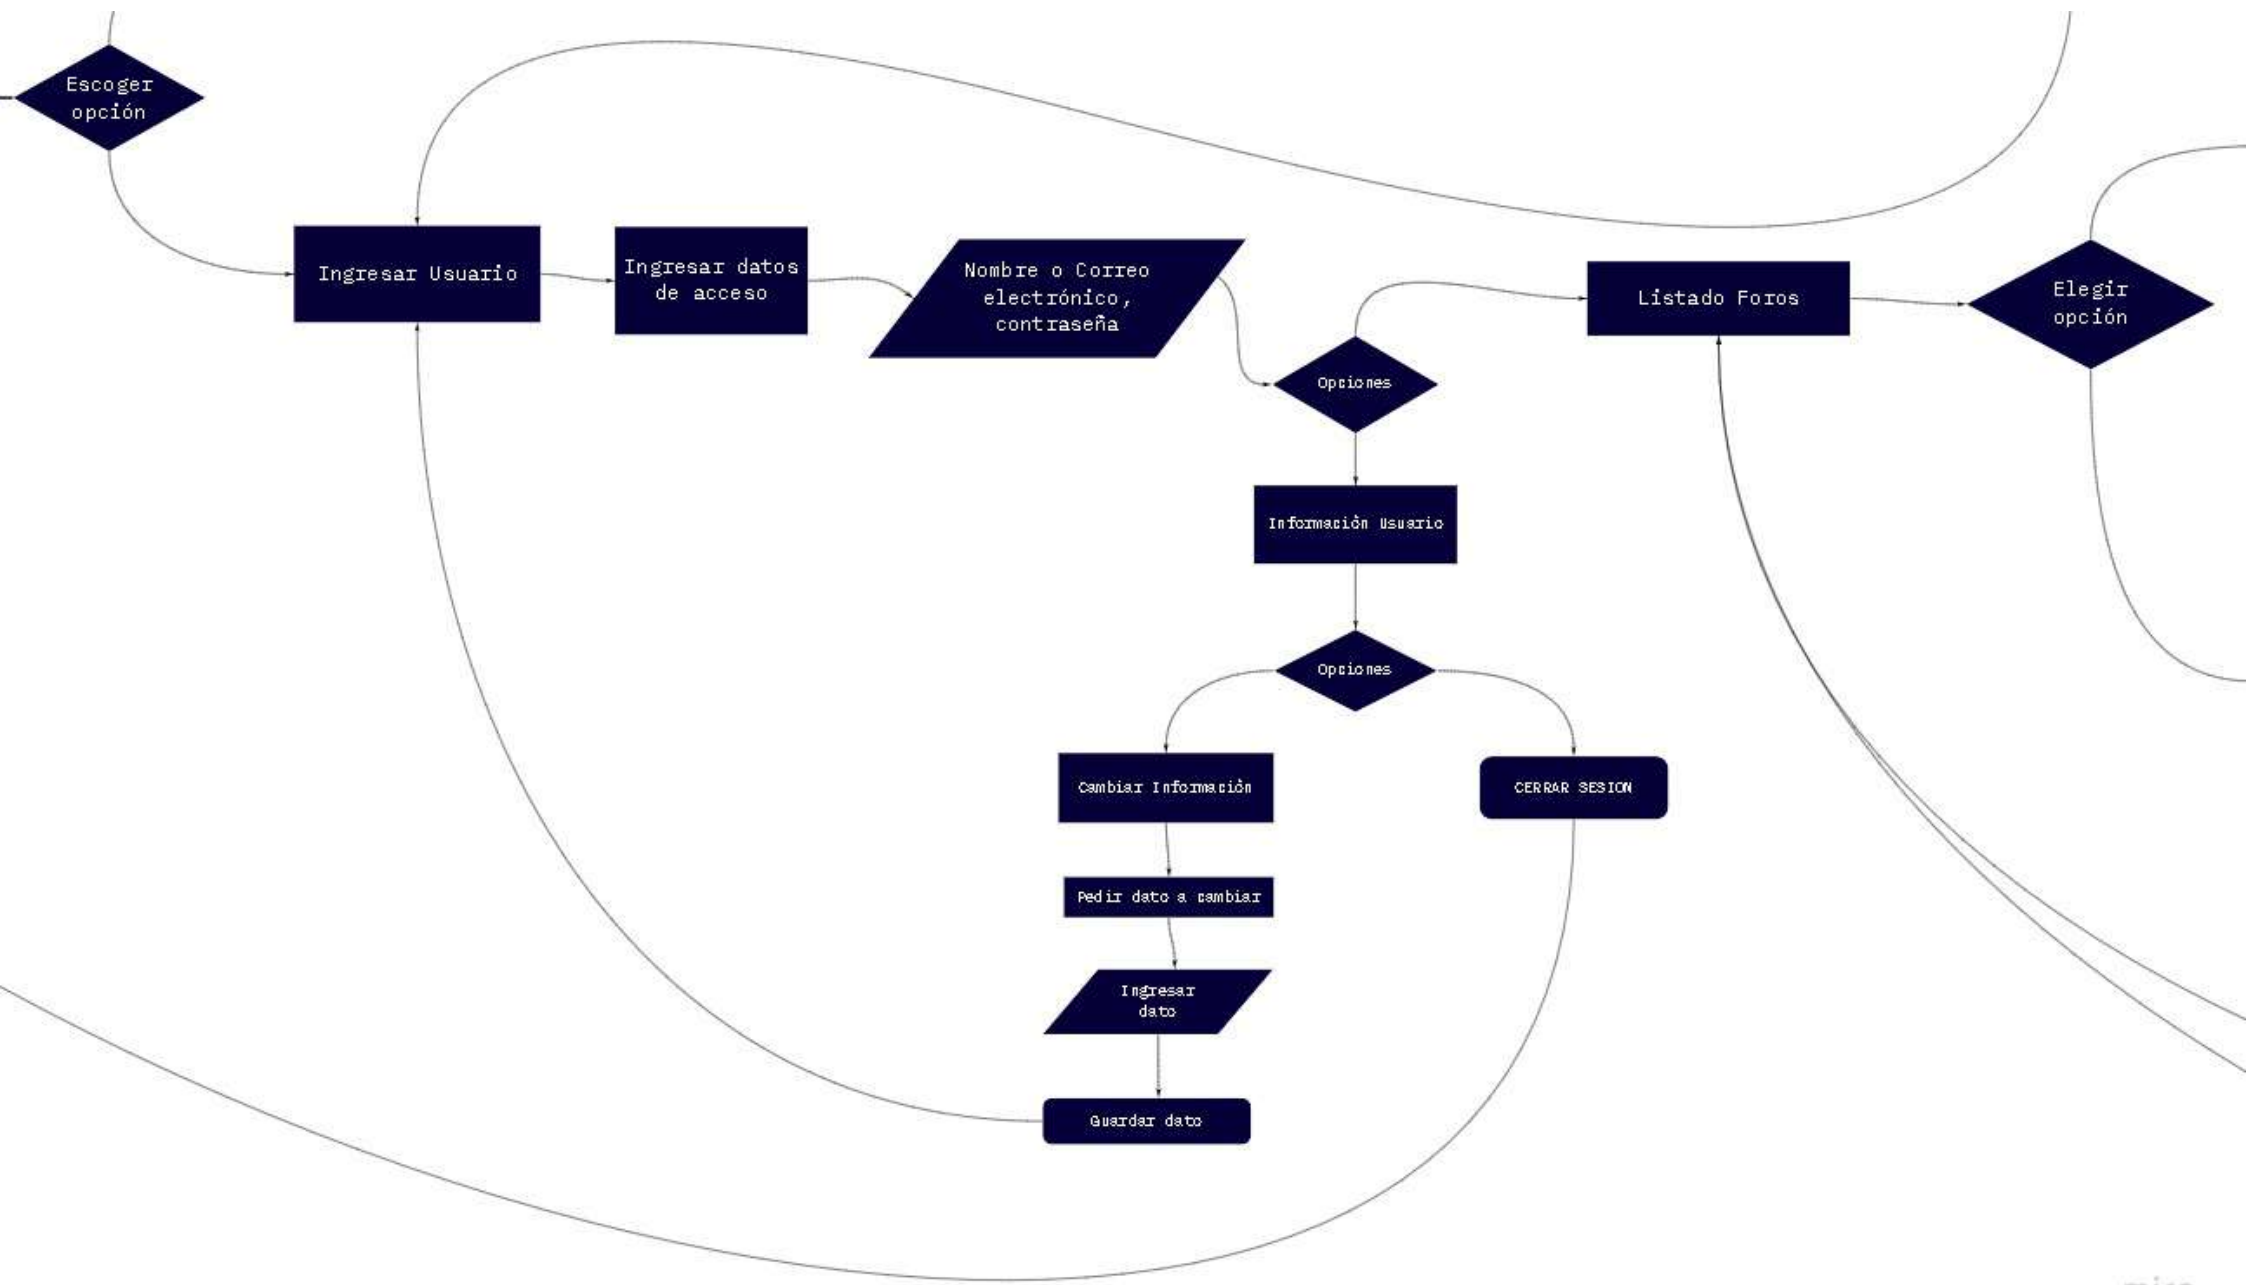 Escoger
opción
Ingresar Usuario
Ingresar datos
de acceso
Nombre o Correo
electrónico,
contraseña
Opciones
Listado Foros
Elegir
opción
Información Usuario
Opciones
Cambiar Información
CERRAR SESION
Pedir dato a cambiar
Ingresar
dato
Guardar dato